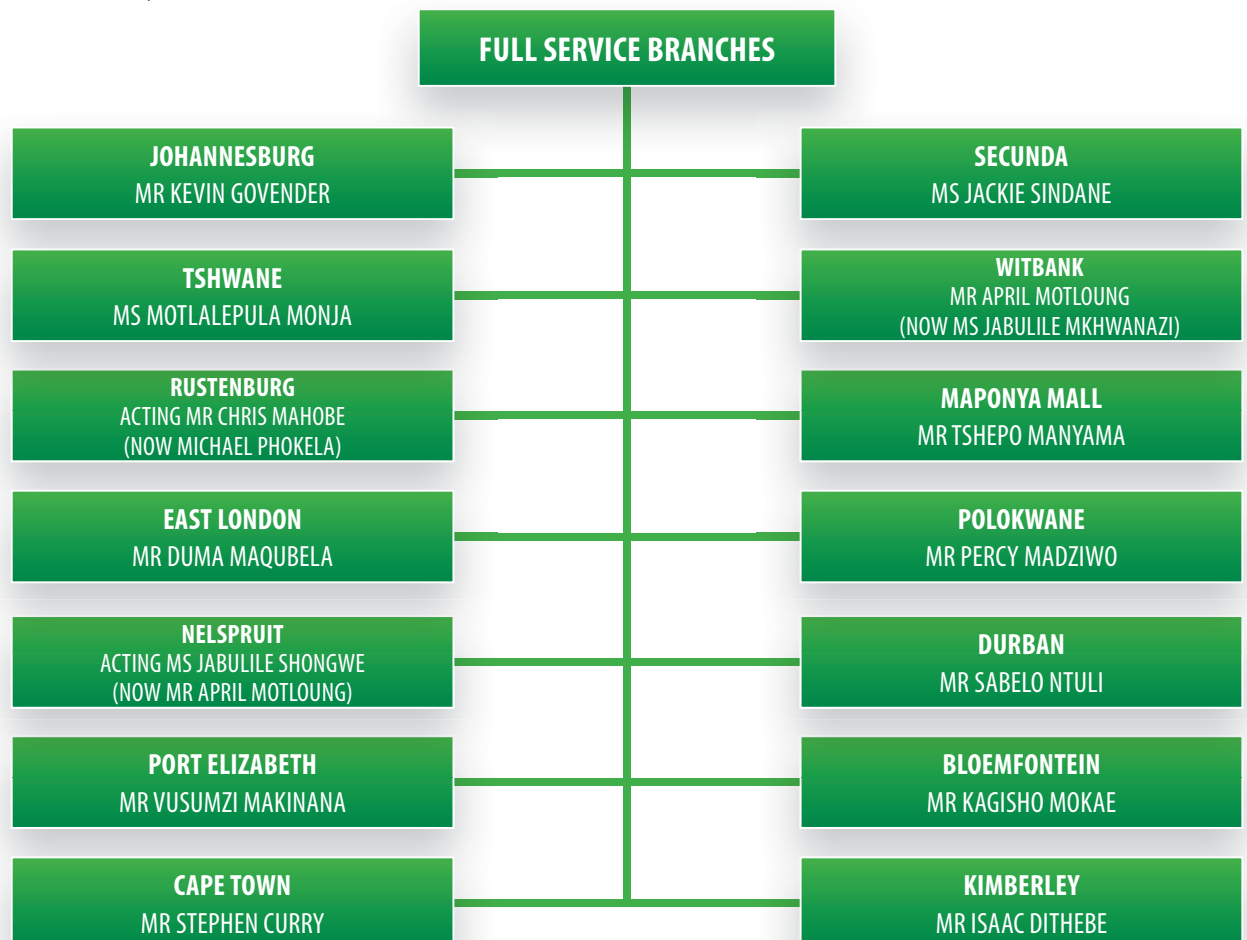 FULL SERVICE BRANCHES
JOHANNESBURG
MR KEVIN GOVENDER
SECUNDA
MS JACKIE SINDANE
TSHWANE
MS MOTLALEPULA MONJA
WITBANK
MR APRIL MOTLOUNG
(NOW MS JABULILE MKHWANAZI)
RUSTENBURG
ACTING MR CHRIS MAHOBE
(NOW MICHAEL PHOKELA)
MAPONYA MALL
MR TSHEPO MANYAMA
EAST LONDON
MR DUMA MAQUBELA
POLOKWANE
MR PERCY MADZIWO
NELSPRUIT
ACTING MS JABULILE SHONGWE
(NOW MR APRIL MOTLOUNG)
DURBAN
MR SABELO NTULI
PORT ELIZABETH
MR VUSUMZI MAKINANA
BLOEMFONTEIN
MR KAGISHO MOKAE
CAPE TOWN
MR STEPHEN CURRY
KIMBERLEY
MR ISAAC DITHEBE